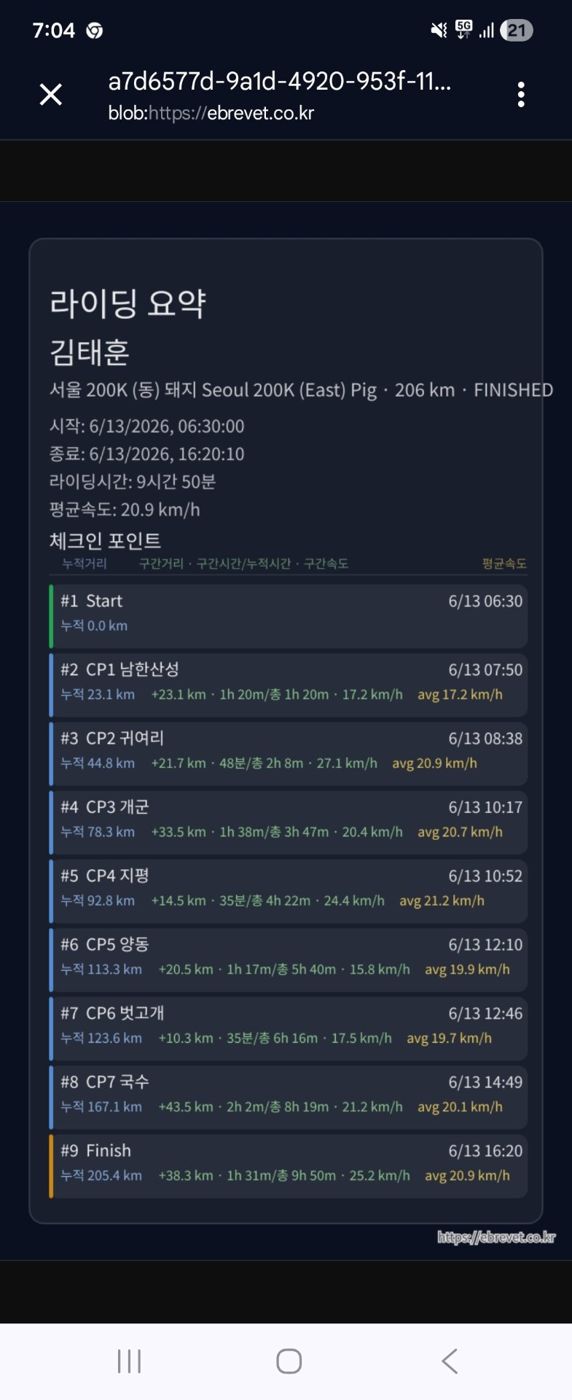 7:04
5G
21
a7d6577d-9a1d-4920-953f-11...
blob:https://ebrevet.co.kr
라이딩 요약
김태훈
서울 200K (동) 돼지 Seoul 200K (East) Pig · 206 km · FINISHED
시작: 6/13/2026, 06:30:00
종료: 6/13/2026, 16:20:10
라이딩시간: 9시간 50분
평균속도: 20.9 km/h
체크인 포인트
누적거리 구간거리 · 구간시간/누적시간 · 구간속도 평균속도
#1 Start 6/13 06:30
누적 0.0 km
#2 CP1 남한산성 6/13 07:50
누적 23.1 km +23.1 km · 1h 20m/총 1h 20m · 17.2 km/h avg 17.2 km/h
#3 CP2 귀여리 6/13 08:38
누적 44.8 km +21.7 km · 48분/총 2h 8m · 27.1 km/h avg 20.9 km/h
#4 CP3 개군 6/13 10:17
누적 78.3 km +33.5 km · 1h 38m/총 3h 47m · 20.4 km/h avg 20.7 km/h
#5 CP4 지평 6/13 10:52
누적 92.8 km +14.5 km · 35분/총 4h 22m · 24.4 km/h avg 21.2 km/h
#6 CP5 양동 6/13 12:10
누적 113.3 km +20.5 km · 1h 17m/총 5h 40m · 15.8 km/h avg 19.9 km/h
#7 CP6 벗고개 6/13 12:46
누적 123.6 km +10.3 km · 35분/총 6h 16m · 17.5 km/h avg 19.7 km/h
#8 CP7 국수 6/13 14:49
누적 167.1 km +43.5 km · 2h 2m/총 8h 19m · 21.2 km/h avg 20.1 km/h
#9 Finish 6/13 16:20
누적 205.4 km +38.3 km · 1h 31m/총 9h 50m · 25.2 km/h avg 20.9 km/h
https://ebrevet.co.kr